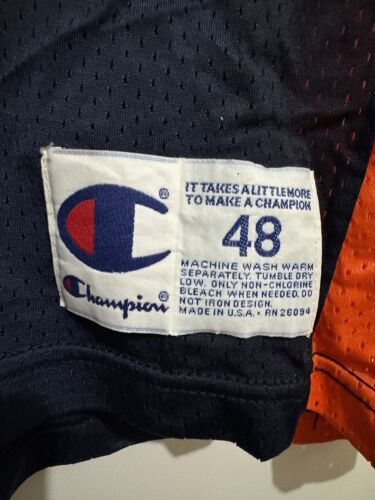 IT TAKES A LITTLE MORE
TO MAKE A CHAMPION
®
48
MACHINE WASH WARM
SEPARATELY. TUMBLE DRY
LOW. ONLY NON-CHLORINE
BLEACH WHEN NEEDED. DO
NOT IRON DESIGN.
MADE IN U.S.A. • RN 26094
Champion®